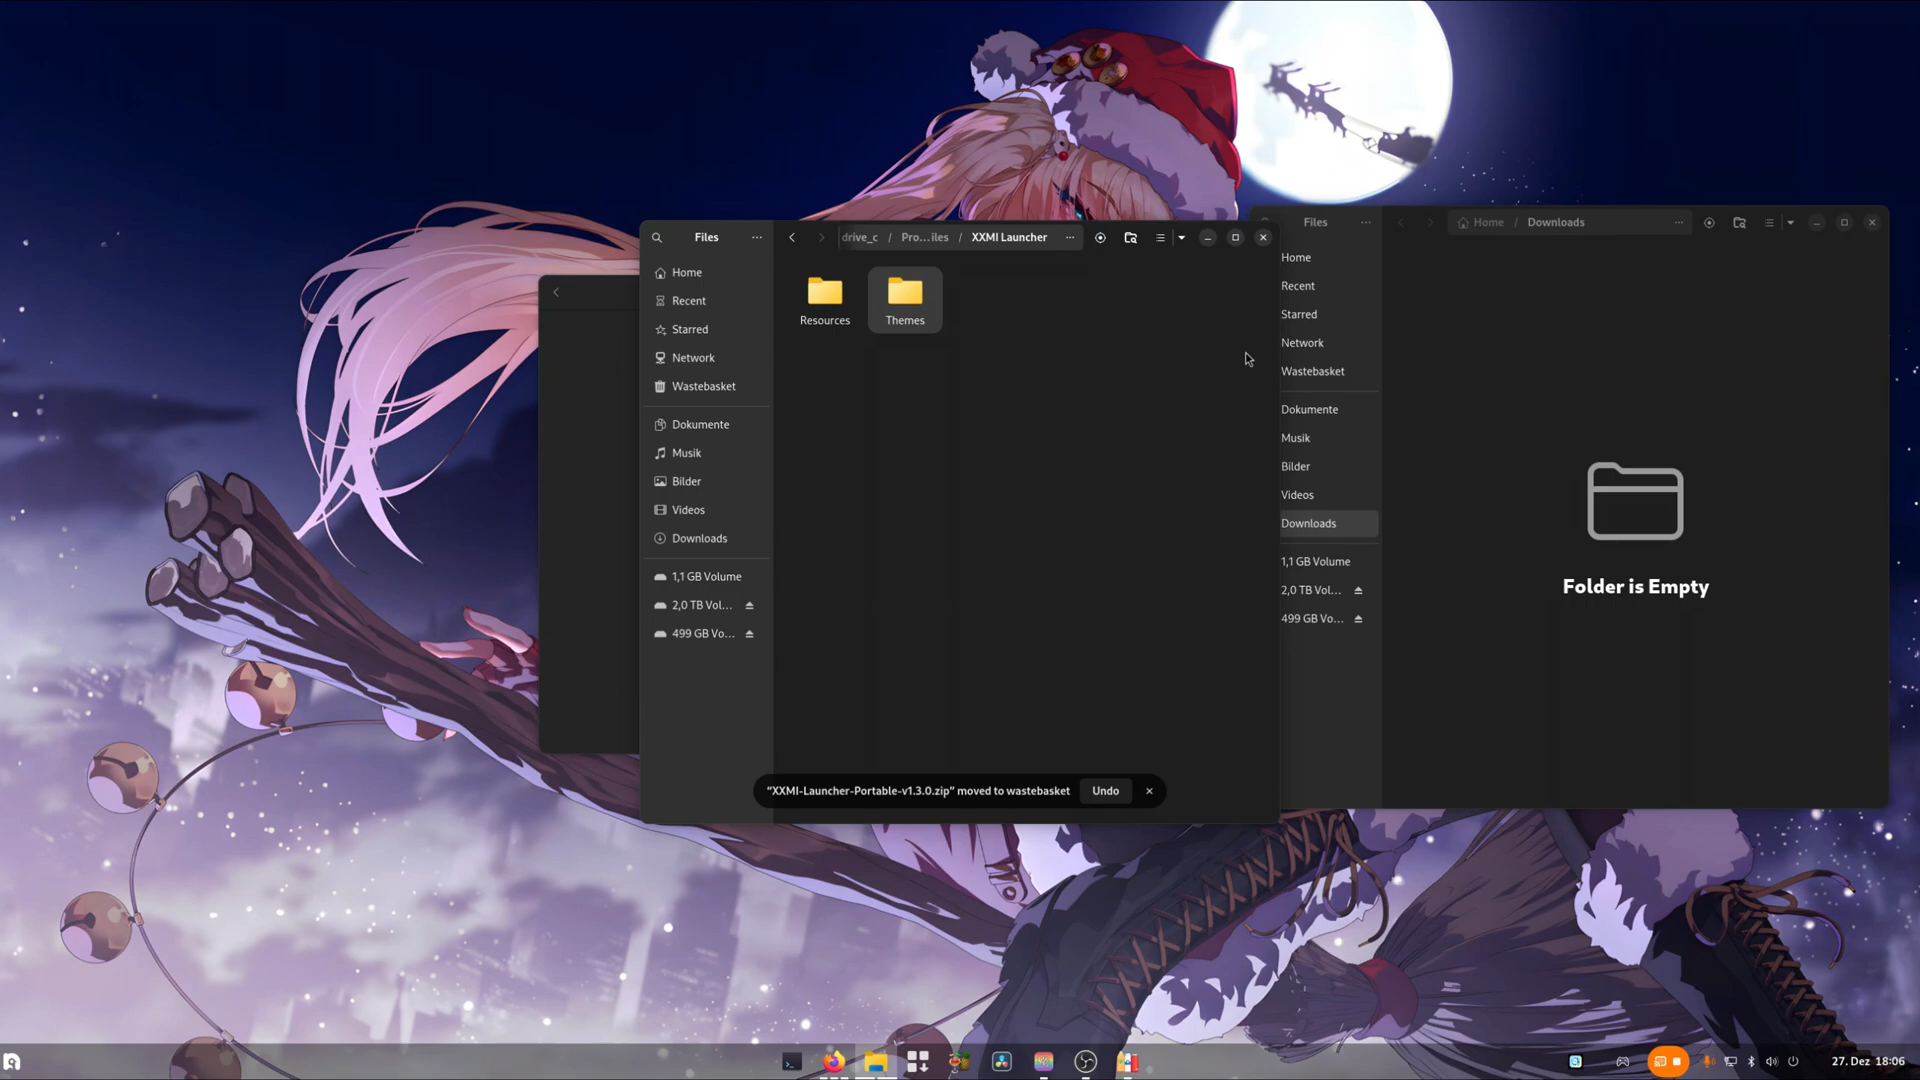 Files
drive_c / Pro...iles / XXMI Launcher
Home
Recent
Starred
Network
Wastebasket
Dokumente
Musik
Bilder
Videos
Downloads
1,1 GB Volume
2,0 TB Vol...
499 GB Vo...
Resources
Themes
“XXMI-Launcher-Portable-v1.3.0.zip” moved to wastebasket
Undo
Files
Home / Downloads
Home
Recent
Starred
Network
Wastebasket
Dokumente
Musik
Bilder
Videos
Downloads
1,1 GB Volume
2,0 TB Vol...
499 GB Vo...
Folder is Empty
27. Dez 18:06